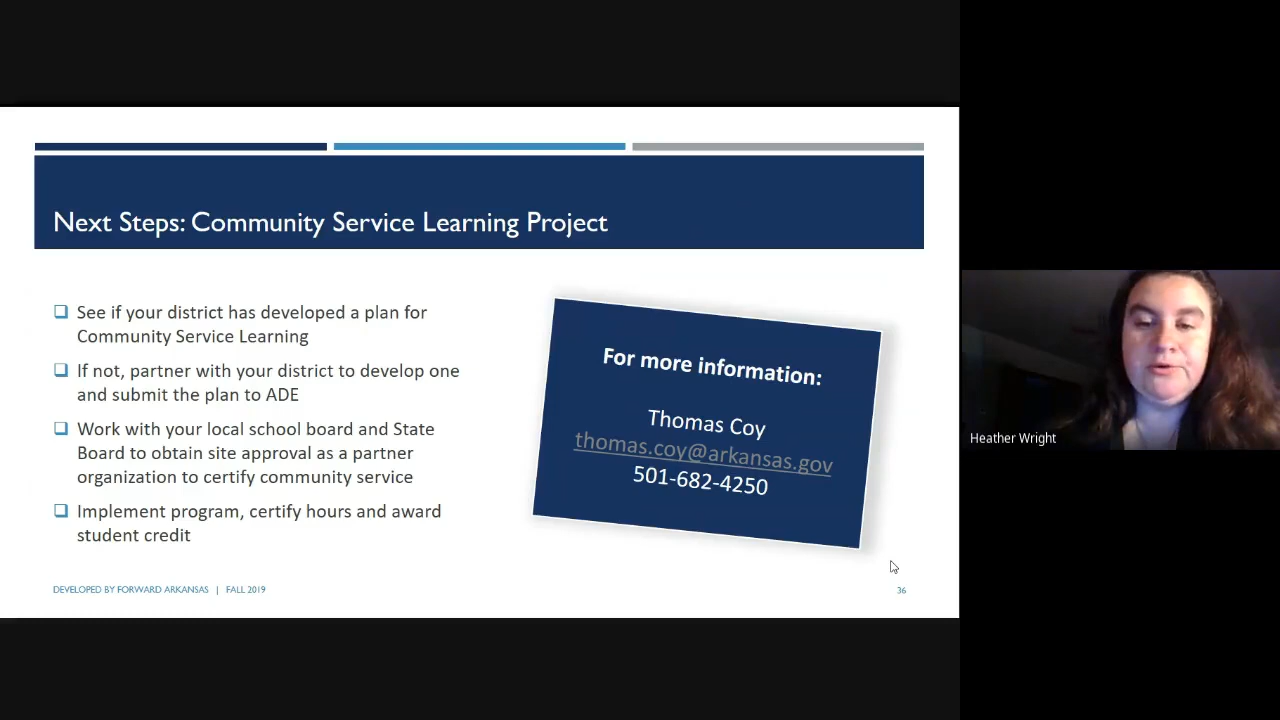 Next Steps: Community Service Learning Project
See if your district has developed a plan for
Community Service Learning
If not, partner with your district to develop one
and submit the plan to ADE
Work with your local school board and State
Board to obtain site approval as a partner
organization to certify community service
Implement program, certify hours and award
student credit
For more information:
Thomas Coy
thomas.coy@arkansas.gov
501-682-4250
DEVELOPED BY FORWARD ARKANSAS | FALL 2019
36
Heather Wright